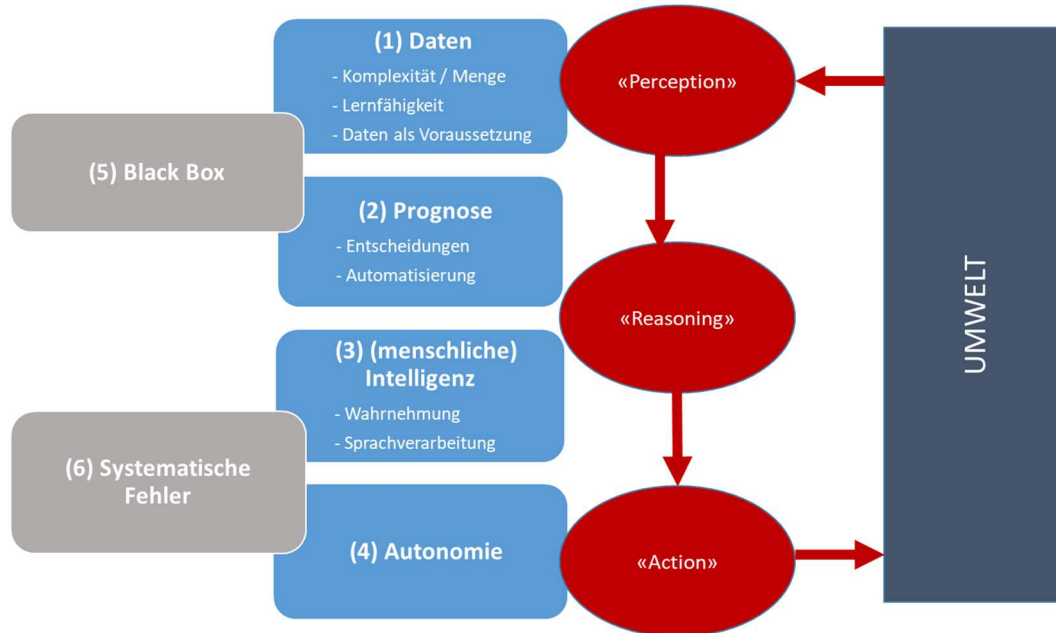 (1) Daten
- Komplexität / Menge
- Lernfähigkeit
- Daten als Voraussetzung
«Perception»
(5) Black Box
(2) Prognose
- Entscheidungen
- Automatisierung
«Reasoning»
UMWELT
(3) (menschliche)
Intelligenz
- Wahrnehmung
- Sprachverarbeitung
(6) Systematische
Fehler
(4) Autonomie
«Action»